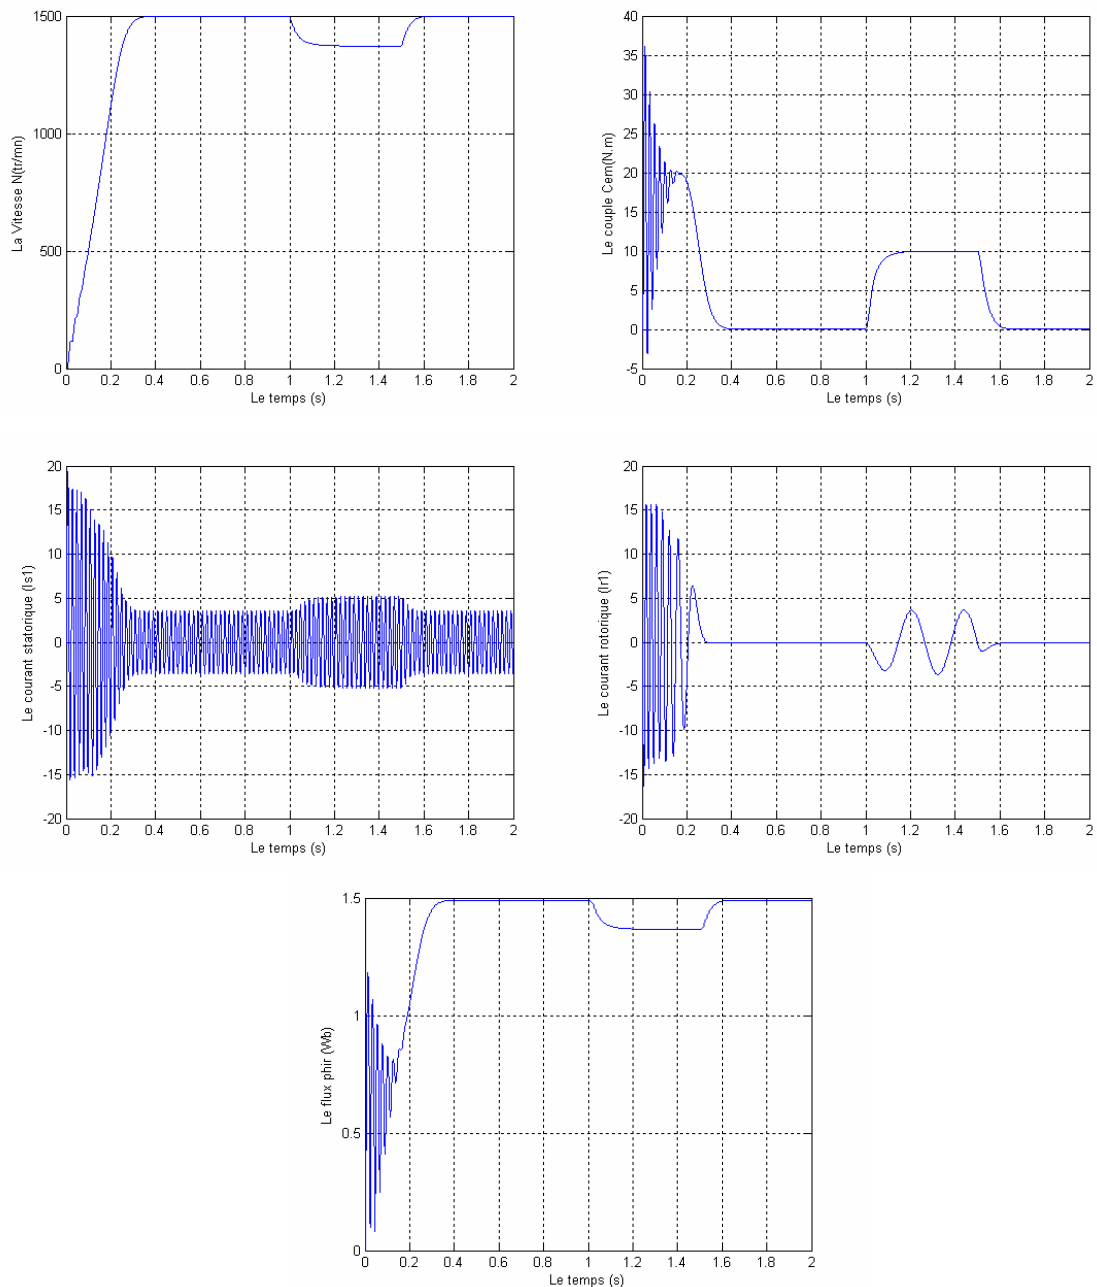 1500
1000
500
0
0 0.2 0.4 0.6 0.8 1 1.2 1.4 1.6 1.8 2
La Vitesse N(tr/mn)
Le temps (s)
40
35
30
25
20
15
10
5
0
-5
0 0.2 0.4 0.6 0.8 1 1.2 1.4 1.6 1.8 2
Le couple Cem(N.m)
Le temps (s)
20
15
10
5
0
-5
-10
-15
-20
0 0.2 0.4 0.6 0.8 1 1.2 1.4 1.6 1.8 2
Le courant statorique (Is1)
Le temps (s)
20
15
10
5
0
-5
-10
-15
-20
0 0.2 0.4 0.6 0.8 1 1.2 1.4 1.6 1.8 2
Le courant rotorique (Ir1)
Le temps (s)
1.5
1
0.5
0
0 0.2 0.4 0.6 0.8 1 1.2 1.4 1.6 1.8 2
Le flux phir (Wb)
Le temps (s)